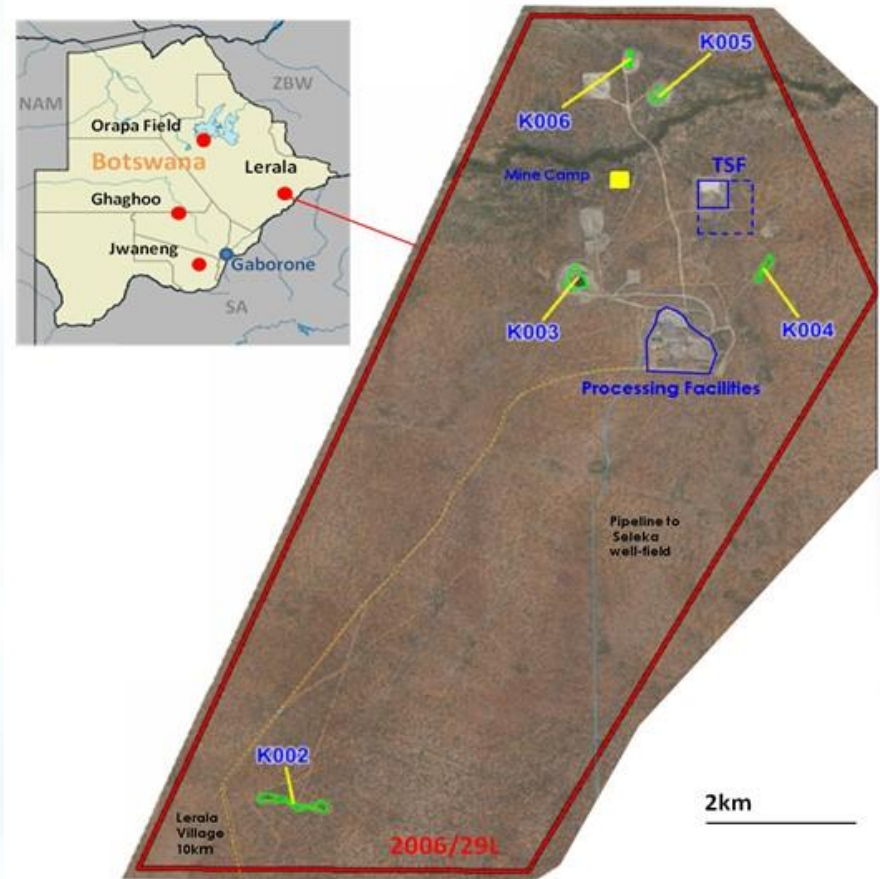 NAM
ZBW
Orapa Field
Botswana
Lerala
Ghaghoo
Jwaneng
Gaborone
SA
K005
K006
Mine Camp
TSF
K003
K004
Processing Facilities
Pipeline to
Seleka
well-field
K002
Lerala
Village
10km
2006/29L
2km